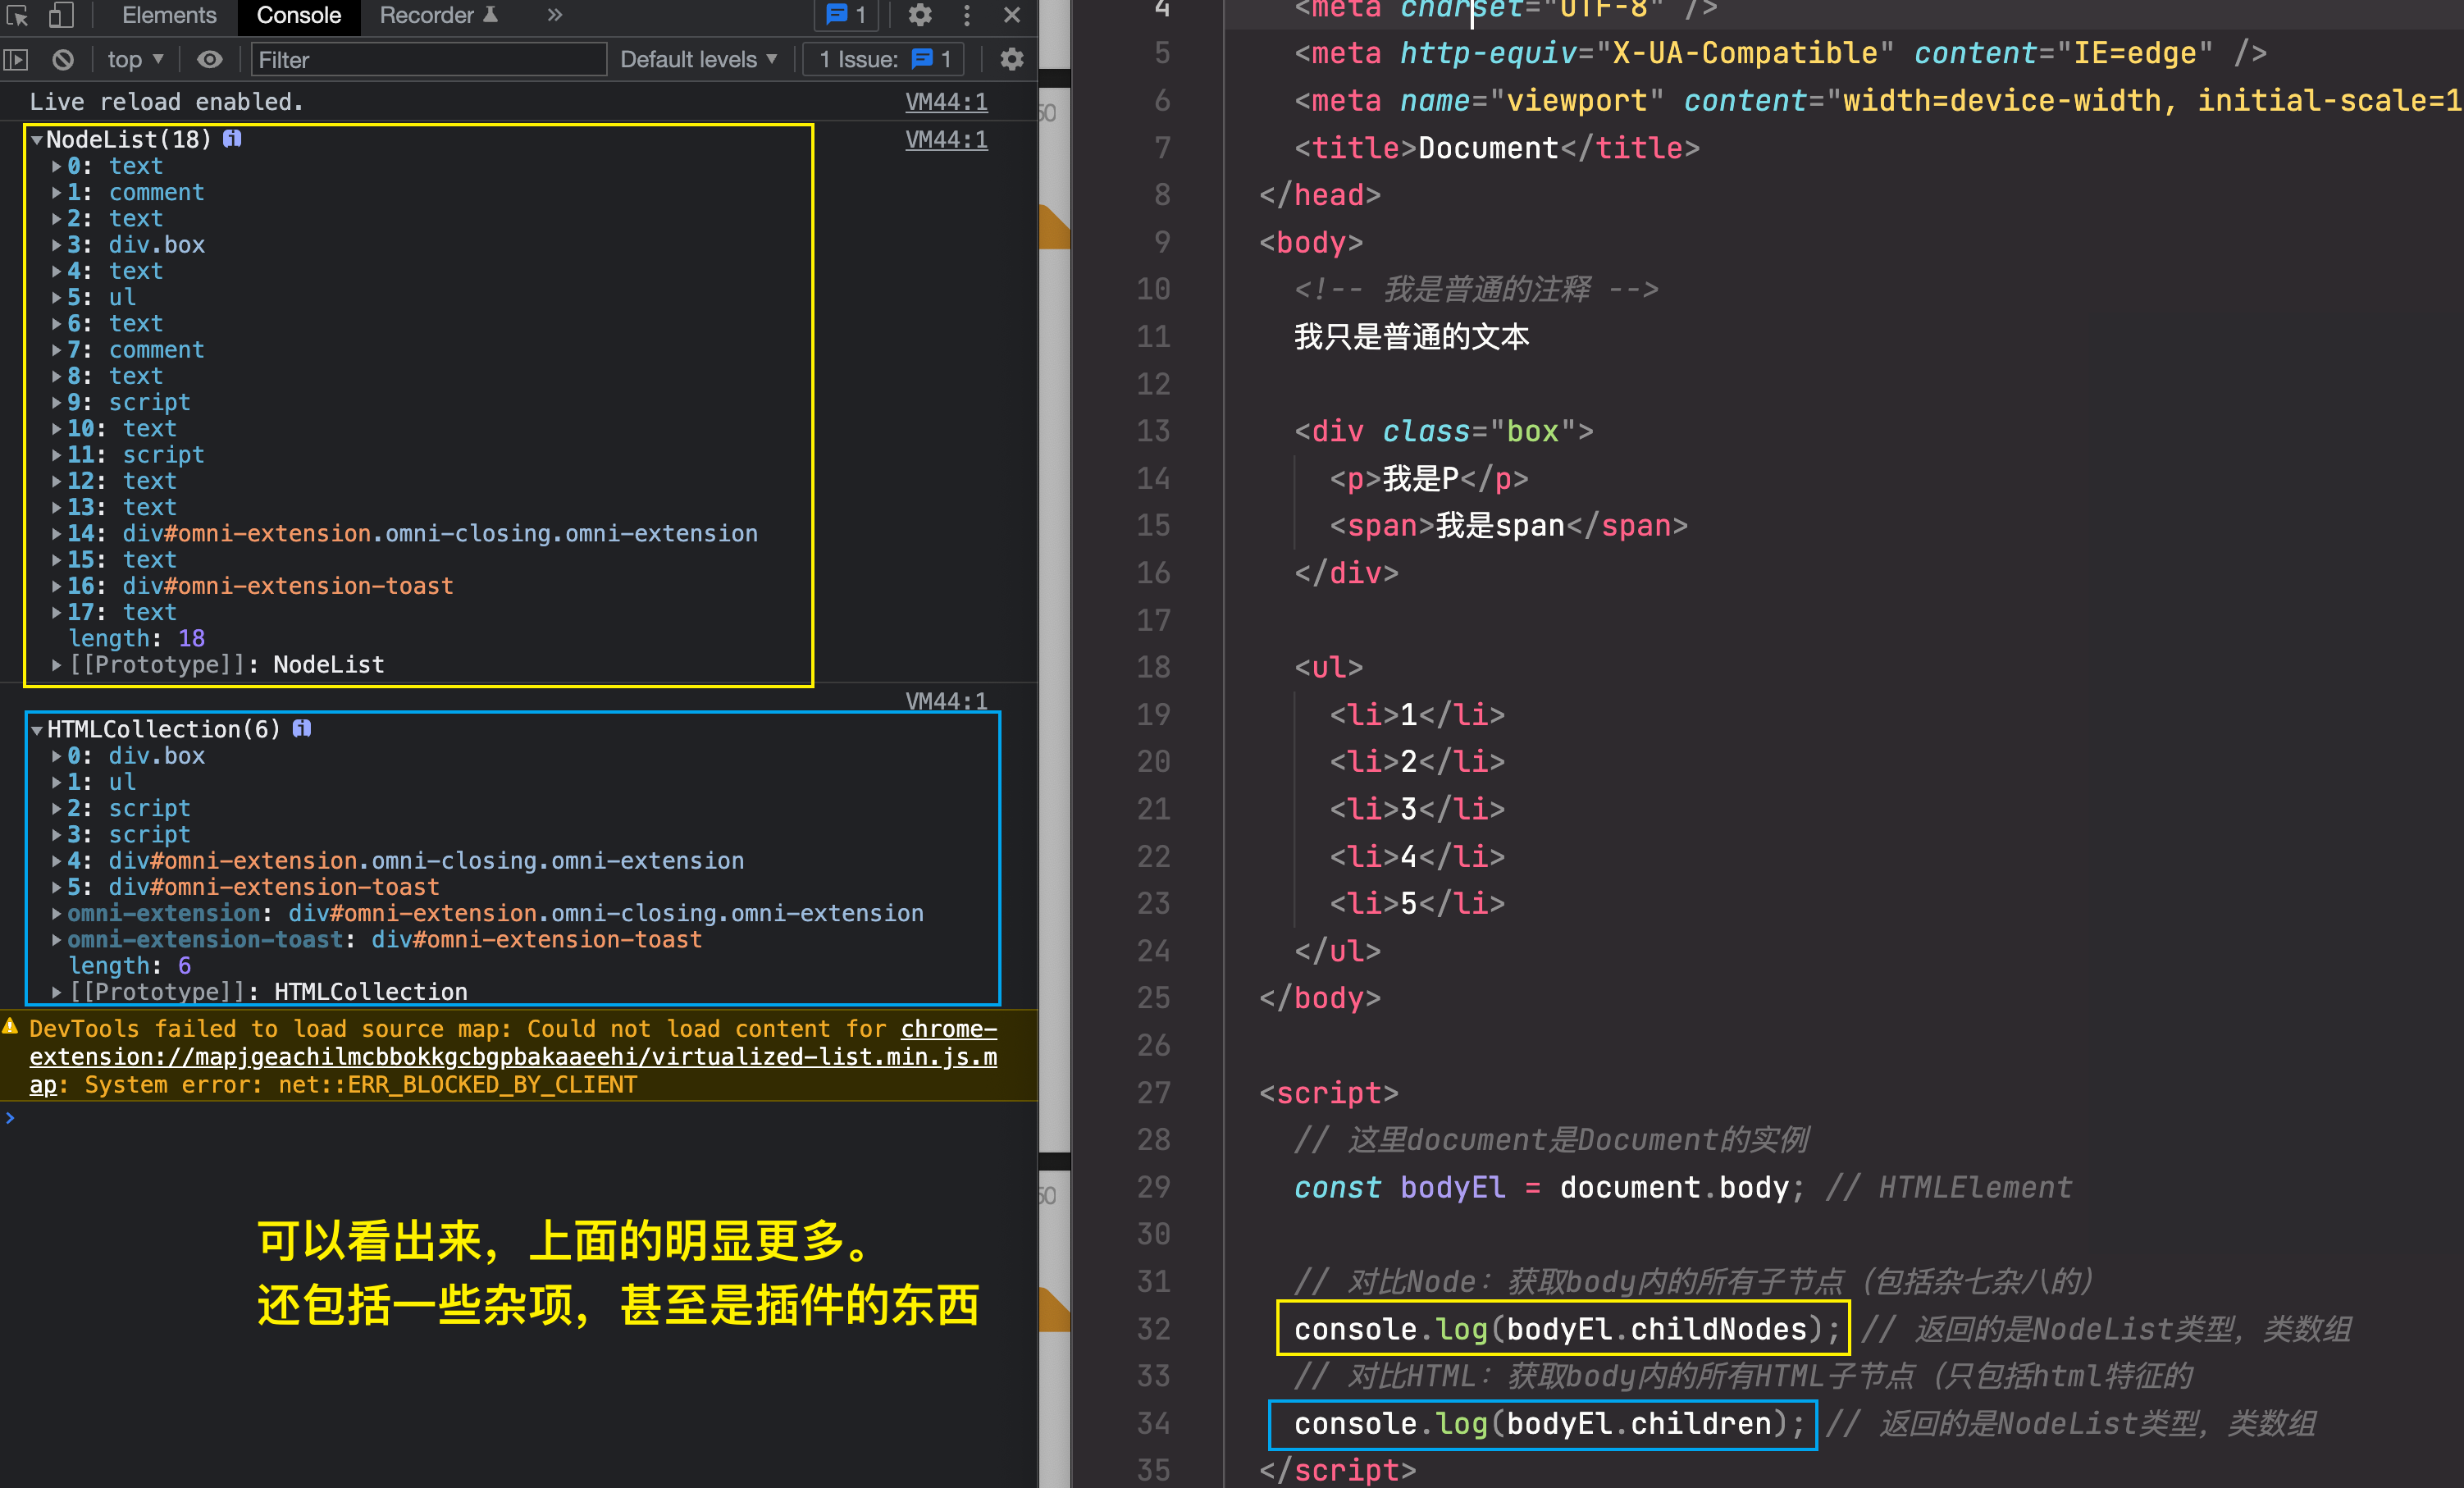 Elements Console Recorder » 1
top ▼ Filter Default levels ▼ 1 Issue: 1
Live reload enabled. VM44:1
▼NodeList(18) VM44:1
▶0: text
▶1: comment
▶2: text
▶3: div.box
▶4: text
▶5: ul
▶6: text
▶7: comment
▶8: text
▶9: script
▶10: text
▶11: script
▶12: text
▶13: text
▶14: div#omni-extension.omni-closing.omni-extension
▶15: text
▶16: div#omni-extension-toast
▶17: text
length: 18
▶[[Prototype]]: NodeList
VM44:1
▼HTMLCollection(6)
▶0: div.box
▶1: ul
▶2: script
▶3: script
▶4: div#omni-extension.omni-closing.omni-extension
▶5: div#omni-extension-toast
▶omni-extension: div#omni-extension.omni-closing.omni-extension
▶omni-extension-toast: div#omni-extension-toast
length: 6
▶[[Prototype]]: HTMLCollection
DevTools failed to load source map: Could not load content for chrome-
extension://mapjgeachilmcbbokkgcbgpbakaaeehi/virtualized-list.min.js.m
ap: System error: net::ERR_BLOCKED_BY_CLIENT
>
可以看出来，上面的明显更多。
还包括一些杂项，甚至是插件的东西
4 <meta charset="UTF-8" />
5 <meta http-equiv="X-UA-Compatible" content="IE=edge" />
6 <meta name="viewport" content="width=device-width, initial-scale=1
7 <title>Document</title>
8 </head>
9 <body>
10 <!-- 我是普通的注释 -->
11 我只是普通的文本
12
13 <div class="box">
14 <p>我是P</p>
15 <span>我是span</span>
16 </div>
17
18 <ul>
19 <li>1</li>
20 <li>2</li>
21 <li>3</li>
22 <li>4</li>
23 <li>5</li>
24 </ul>
25 </body>
26
27 <script>
28 // 这里document是Document的实例
29 const bodyEl = document.body; // HTMLElement
30
31 // 对比Node：获取body内的所有子节点（包括杂七杂八的）
32 console.log(bodyEl.childNodes); // 返回的是NodeList类型，类数组
33 // 对比HTML：获取body内的所有HTML子节点（只包括html特征的
34 console.log(bodyEl.children); // 返回的是NodeList类型，类数组
35 </script>